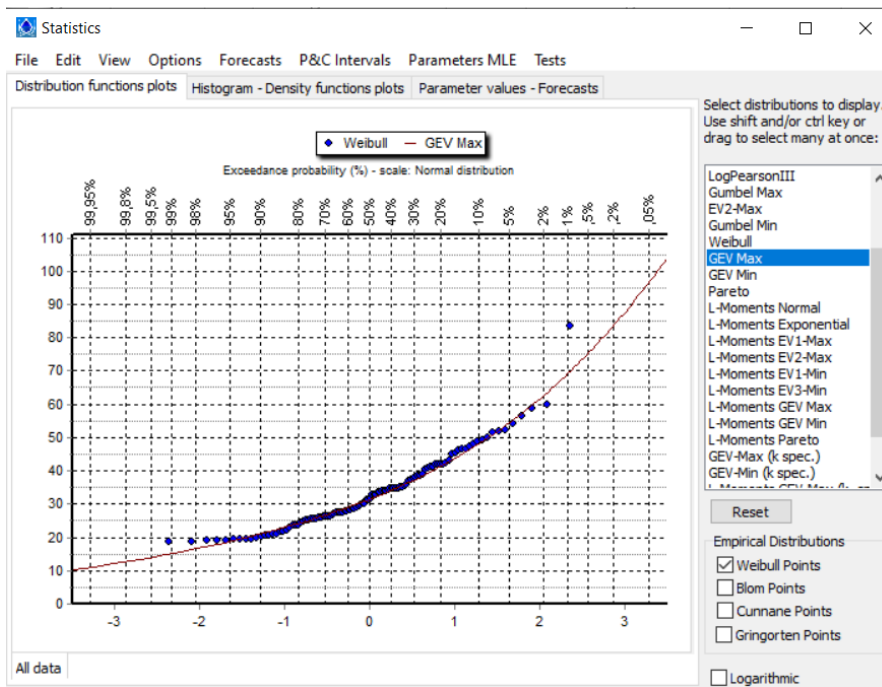 Statistics
File Edit View Options Forecasts P&C Intervals Parameters MLE Tests
Distribution functions plots Histogram - Density functions plots Parameter values - Forecasts
Weibull GEV Max
Exceedance probability (%) - scale: Normal distribution
99,95% 99,8% 99,5% 99% 98% 95% 90% 80% 70% 60% 50% 40% 30% 20% 10% 5% 2% 1% ,5% ,2% ,05%
110
100
90
80
70
60
50
40
30
20
10
0
-3 -2 -1 0 1 2 3
All data
Select distributions to display.
Use shift and/or ctrl key or
drag to select many at once:
LogPearsonIII
Gumbel Max
EV2-Max
Gumbel Min
Weibull
GEV Max
GEV Min
Pareto
L-Moments Normal
L-Moments Exponential
L-Moments EV1-Max
L-Moments EV2-Max
L-Moments EV1-Min
L-Moments EV3-Min
L-Moments GEV Max
L-Moments GEV Min
L-Moments Pareto
GEV-Max (k spec.)
GEV-Min (k spec.)
Reset
Empirical Distributions
Weibull Points
Blom Points
Cunnane Points
Gringorten Points
Logarithmic